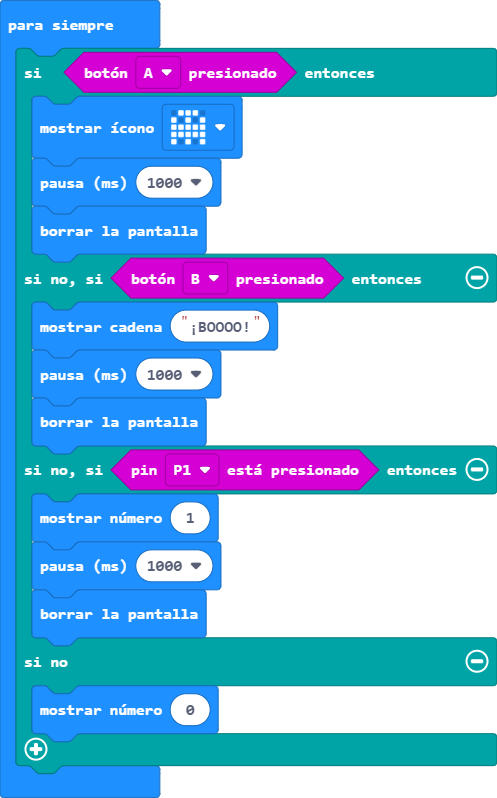 para siempre
si botón A presionado entonces
mostrar ícono
pausa (ms) 1000
borrar la pantalla
si no, si botón B presionado entonces
mostrar cadena "¡BOOOO!"
pausa (ms) 1000
borrar la pantalla
si no, si pin P1 está presionado entonces
mostrar número 1
pausa (ms) 1000
borrar la pantalla
si no
mostrar número 0